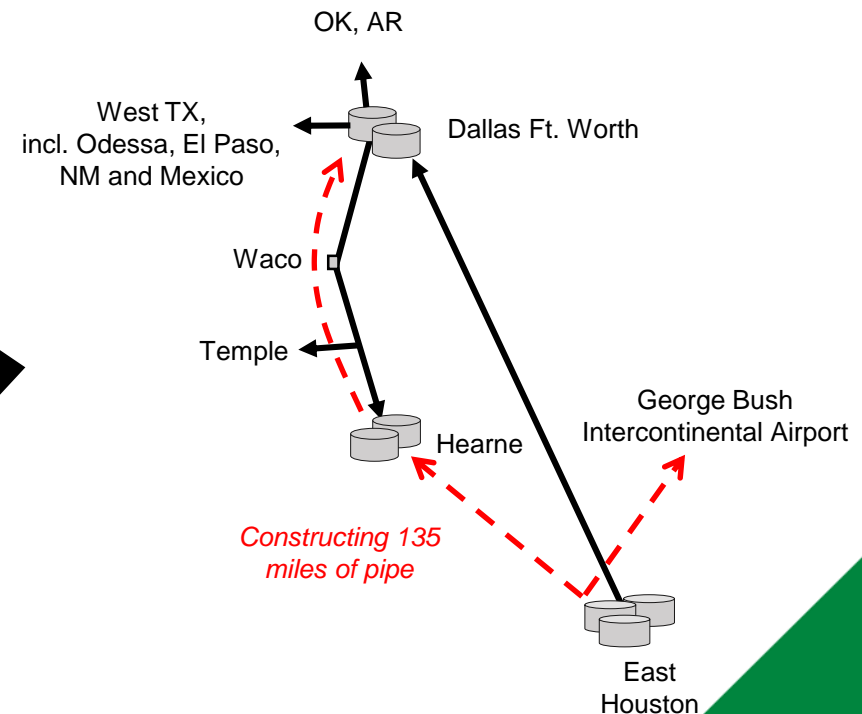 OK, AR
West TX,
incl. Odessa, El Paso,
NM and Mexico
Dallas Ft. Worth
Waco
Temple
George Bush
Intercontinental Airport
Hearne
Constructing 135
miles of pipe
East
Houston